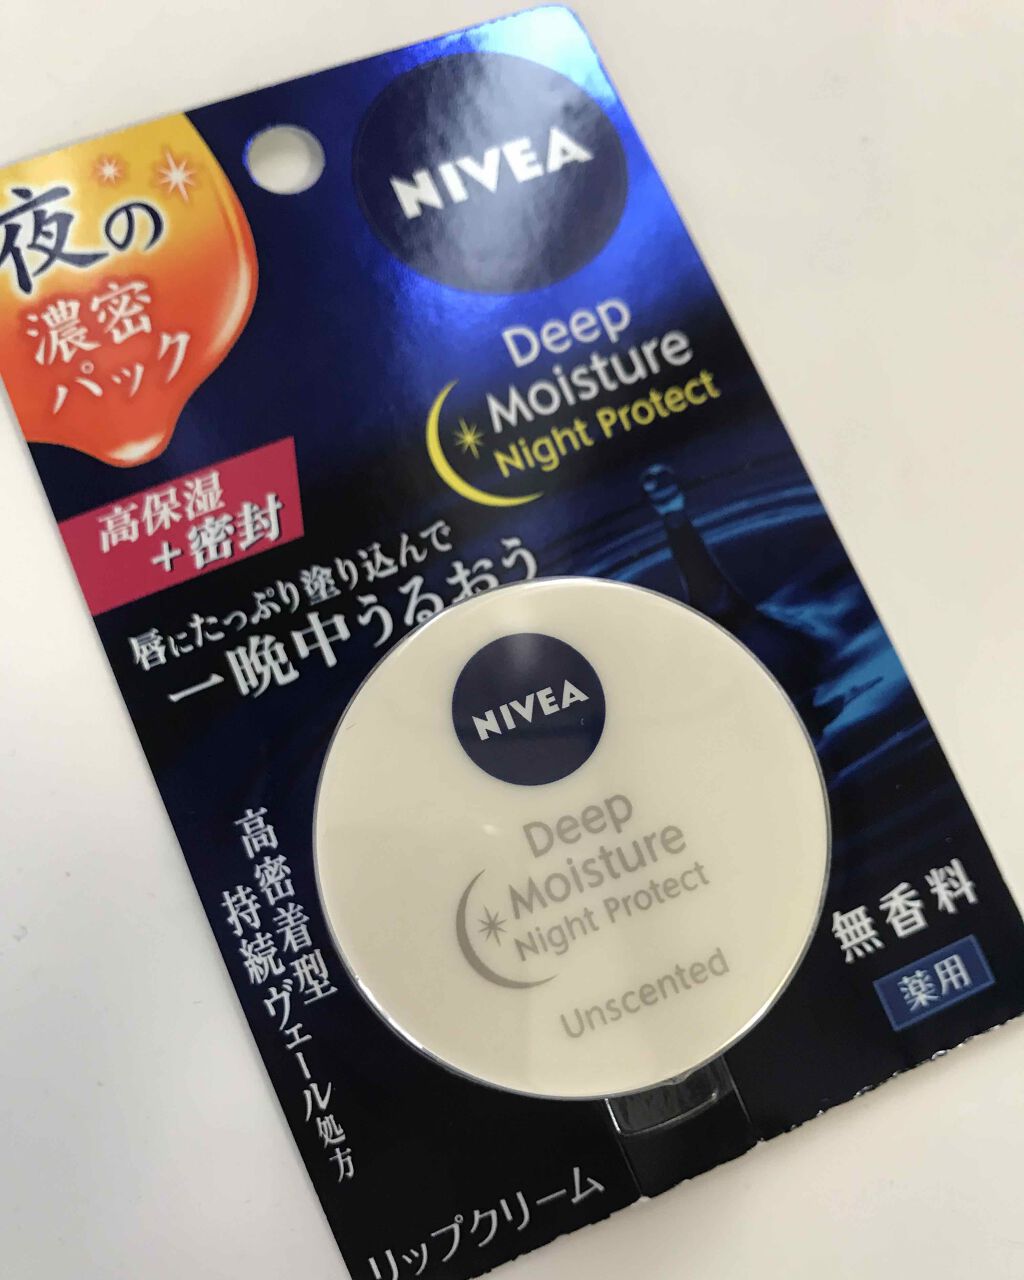 NIVEA
夜の
濃密
パック
Deep
Moisture
Night Protect
高保湿
+密封
唇にたっぷり塗り込んで
一晩中うるおう
NIVEA
Deep
Moisture
Night Protect
Unscented
高密着型
持続ヴェール処方
無香料
薬用
リップクリーム